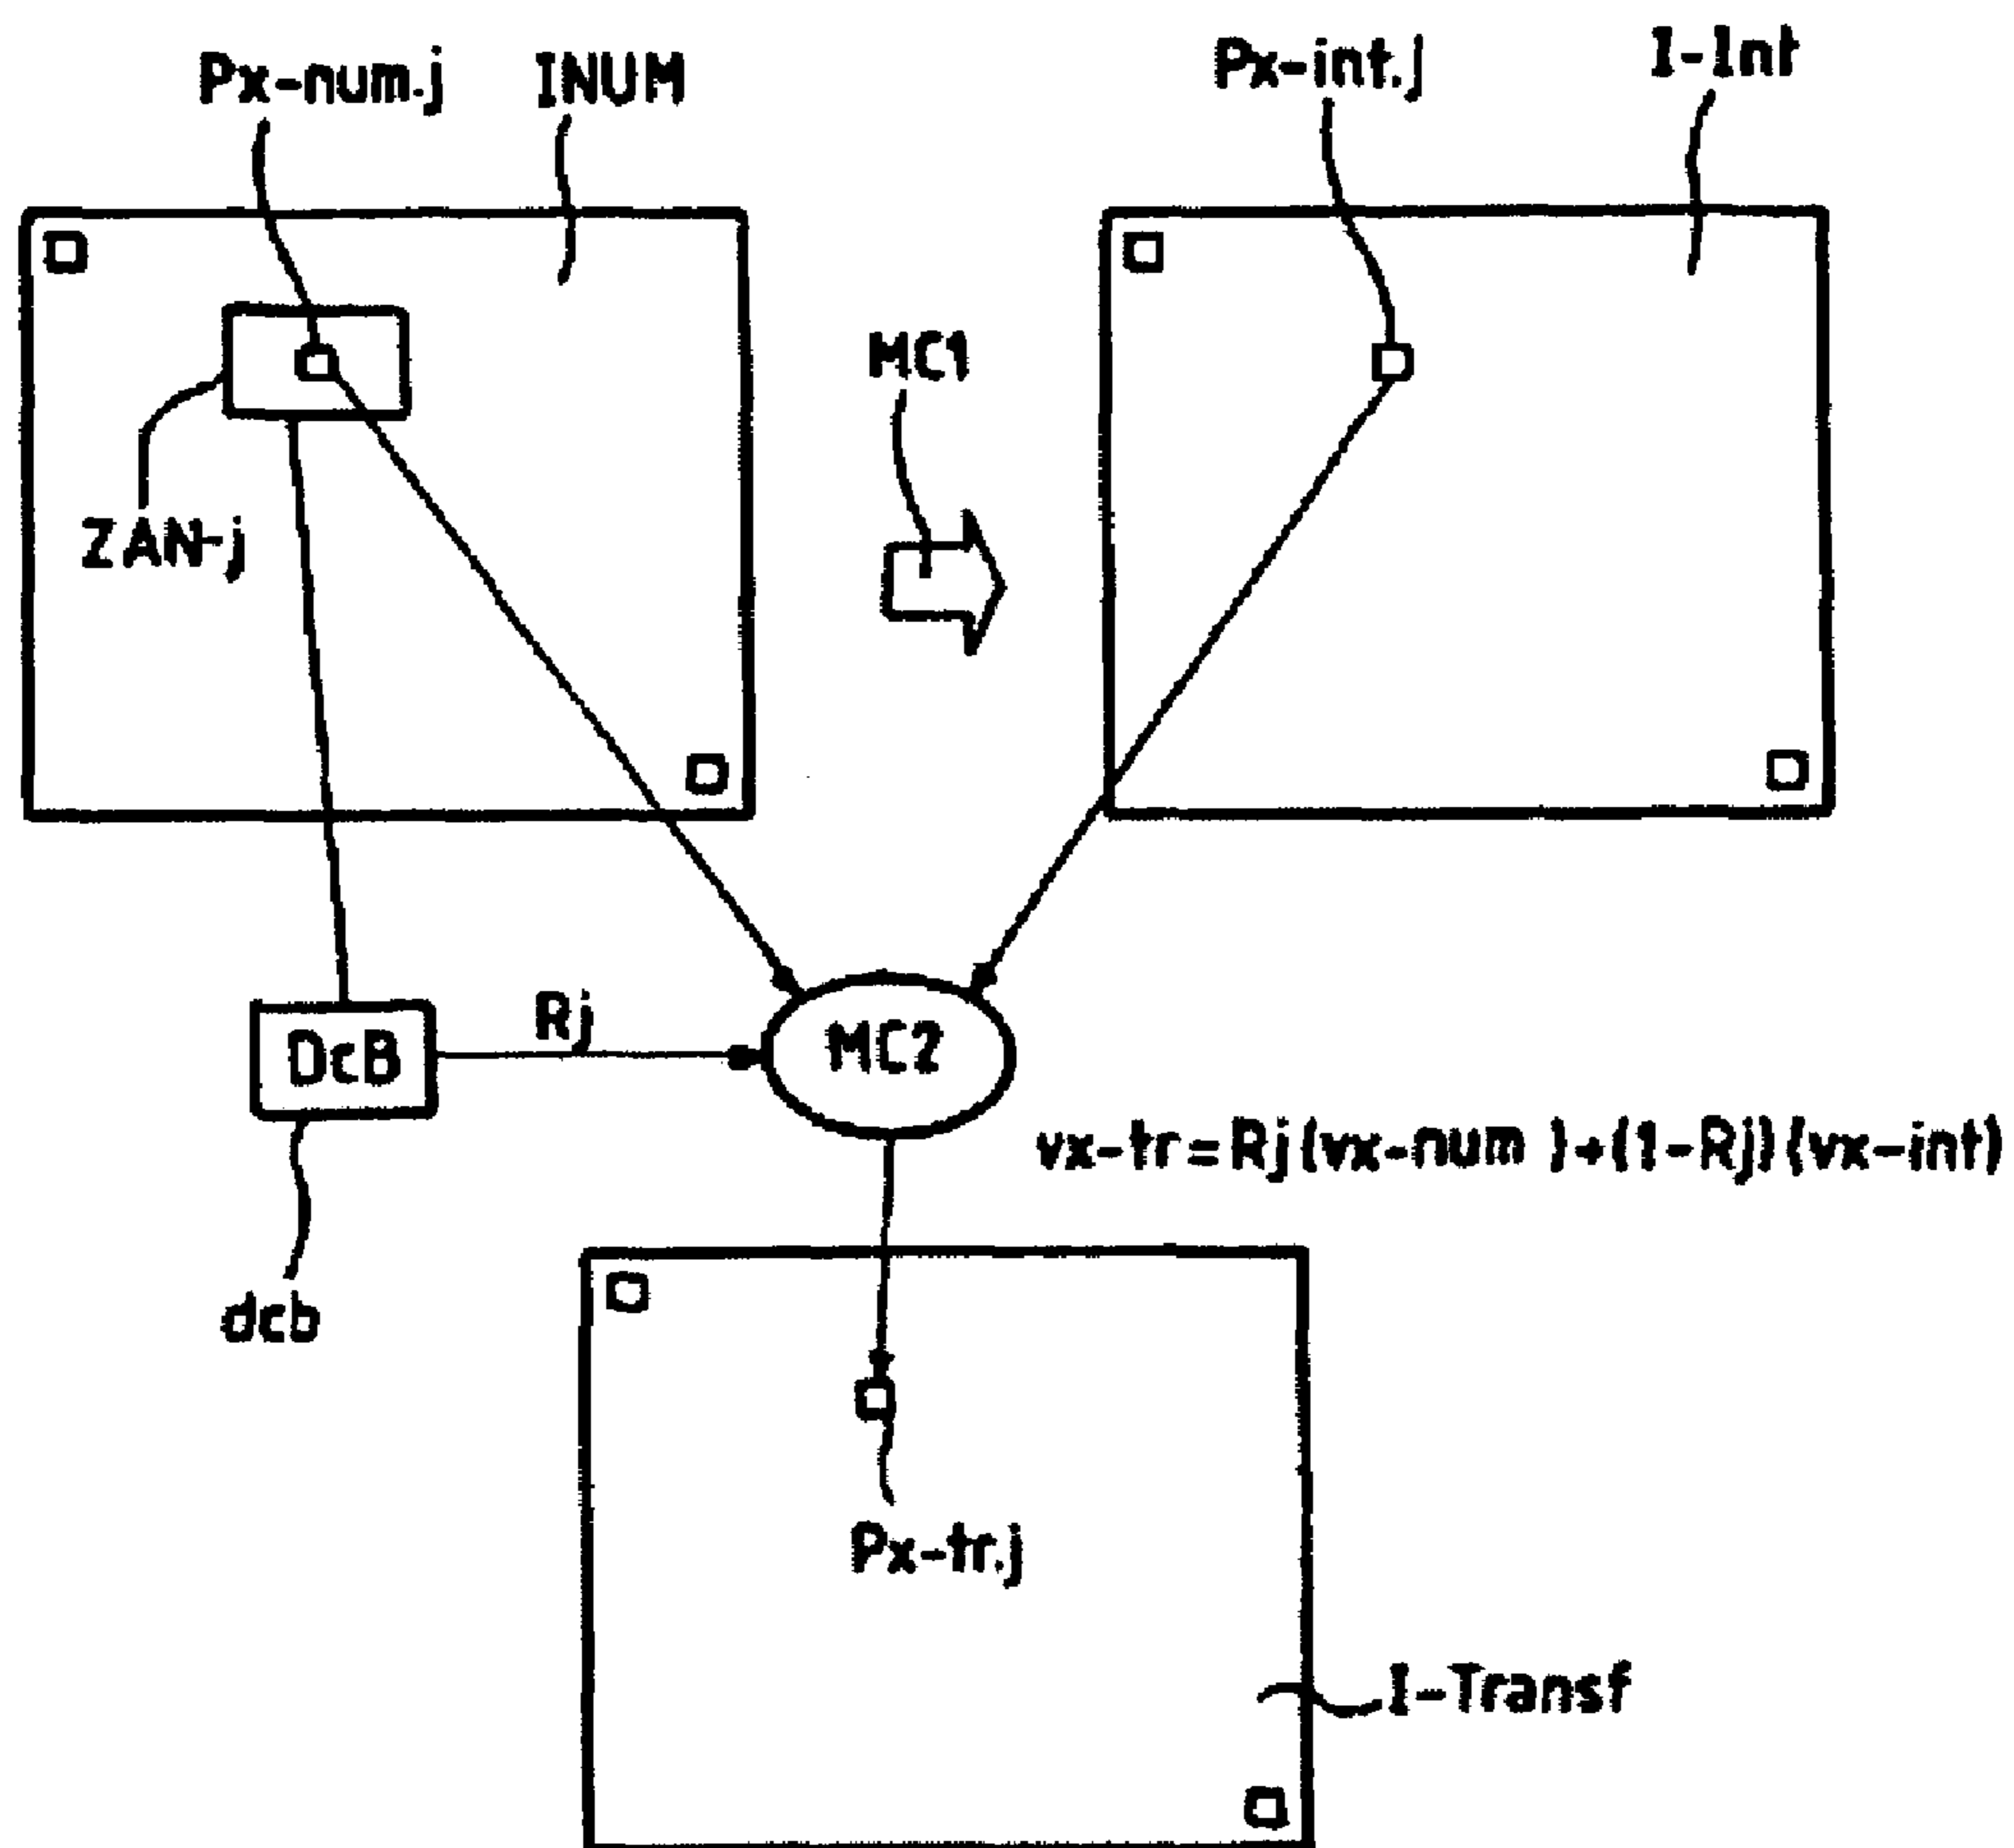 Px-num.j
INUM
Px-int.j
I-Int
MC1
ZAN-j
Rj
DcB
MC2
vx-tr=Rj(vx-num )+(1-Rj)(vx-int)
dcb
Px-tr.j
I-Transf